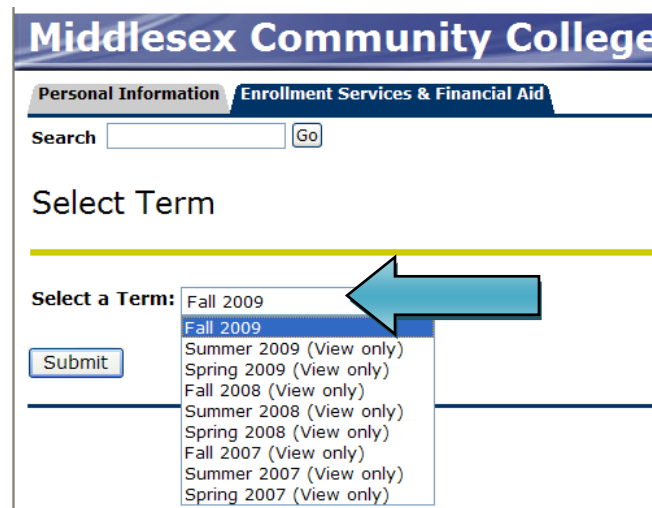 Middlesex Community College
Personal Information Enrollment Services & Financial Aid
Search Go
Select Term
Select a Term: Fall 2009
Fall 2009
Summer 2009 (View only)
Submit
Spring 2009 (View only)
Fall 2008 (View only)
Summer 2008 (View only)
Spring 2008 (View only)
Fall 2007 (View only)
Summer 2007 (View only)
Spring 2007 (View only)